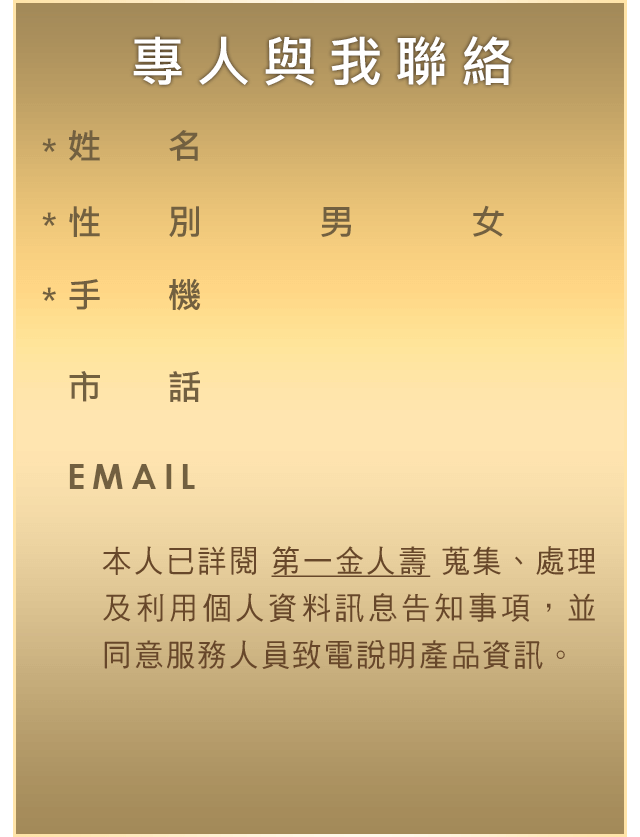 專人與我聯絡
*姓名
*性別 男 女
*手機
市話
EMAIL
本人已詳閱 第一金人壽 蒐集、處理
及利用個人資料訊息告知事項，並
同意服務人員致電說明產品資訊。